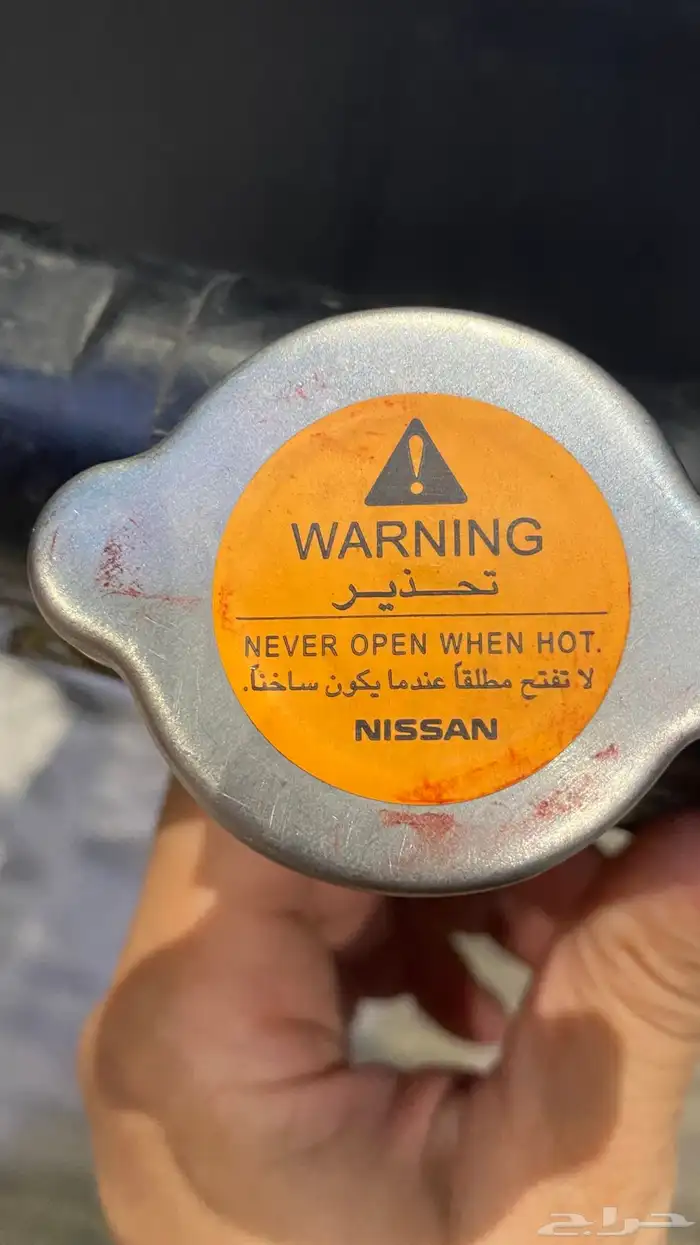 WARNING
تحذير
NEVER OPEN WHEN HOT.
لا تفتح مطلقاً عندما يكون ساخناً.
NISSAN
حراج